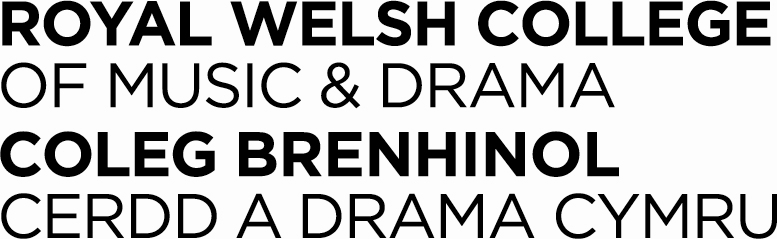 ROYAL WELSH COLLEGE
OF MUSIC & DRAMA
COLEG BRENHINOL
CERDD A DRAMA CYMRU